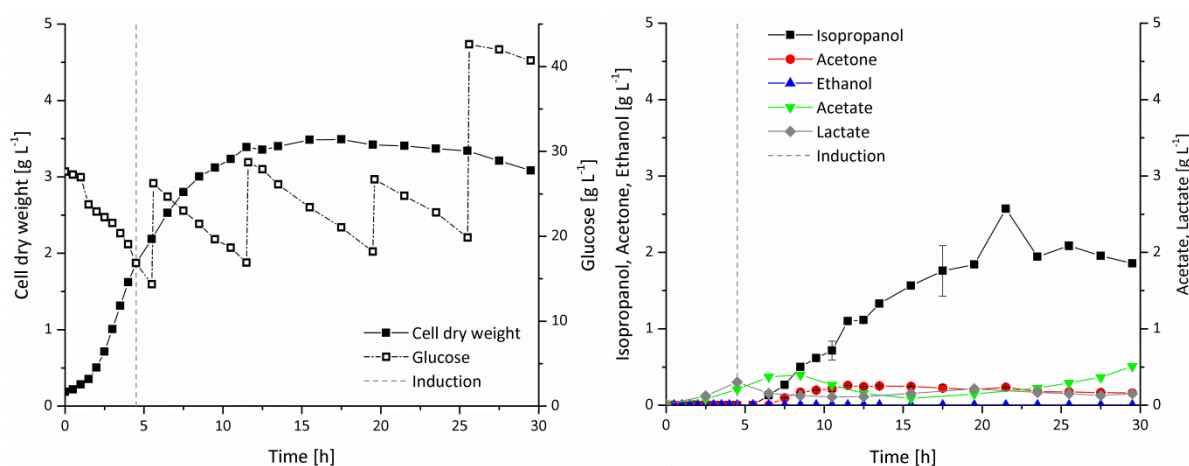 5
4
3
2
1
0
Cell dry weight [g L⁻¹]
40
30
20
10
0
Glucose [g L⁻¹]
Cell dry weight
Glucose
Induction
0 5 10 15 20 25 30
Time [h]
5
4
3
2
1
0
Isopropanol, Acetone, Ethanol [g L⁻¹]
Isopropanol
Acetone
Ethanol
Acetate
Lactate
Induction
5
4
3
2
1
0
Acetate, Lactate [g L⁻¹]
0 5 10 15 20 25 30
Time [h]